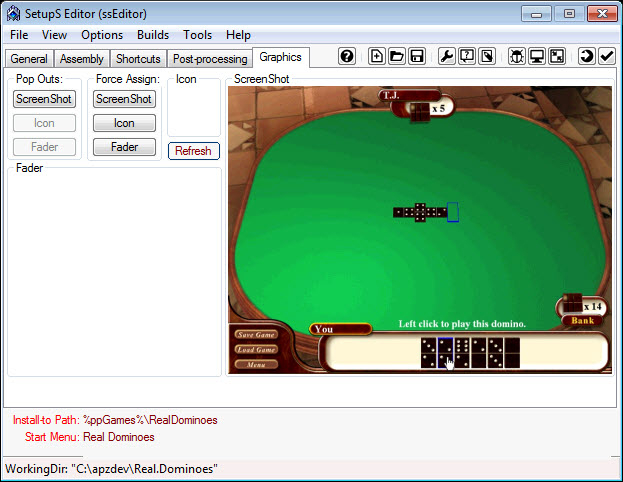 SetupS Editor (ssEditor)
File View Options Builds Tools Help
General Assembly Shortcuts Post-processing Graphics
Pop Outs: Force Assign: Icon ScreenShot
ScreenShot ScreenShot
Icon Icon
Fader Fader Refresh
Fader
T.J.
x 5
x 14
Bank
Left click to play this domino.
You
Save Game
Load Game
Menu
Install-to Path: %ppGames%\RealDominoes
Start Menu: Real Dominoes
WorkingDir: "C:\apzdev\Real.Dominoes"